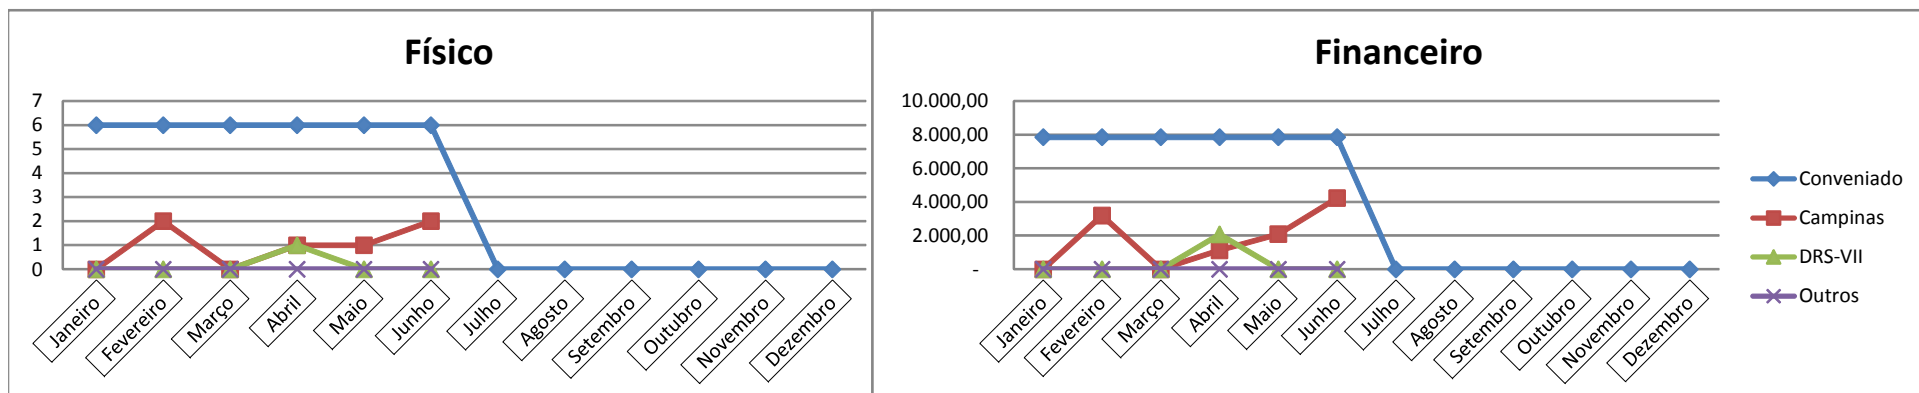 Físico
7
6
5
4
3
2
1
0
Janeiro
Fevereiro
Março
Abril
Maio
Junho
Julho
Agosto
Setembro
Outubro
Novembro
Dezembro
Financeiro
10.000,00
8.000,00
6.000,00
4.000,00
2.000,00
-
Janeiro
Fevereiro
Março
Abril
Maio
Junho
Julho
Agosto
Setembro
Outubro
Novembro
Dezembro
Conveniado
Campinas
DRS-VII
Outros